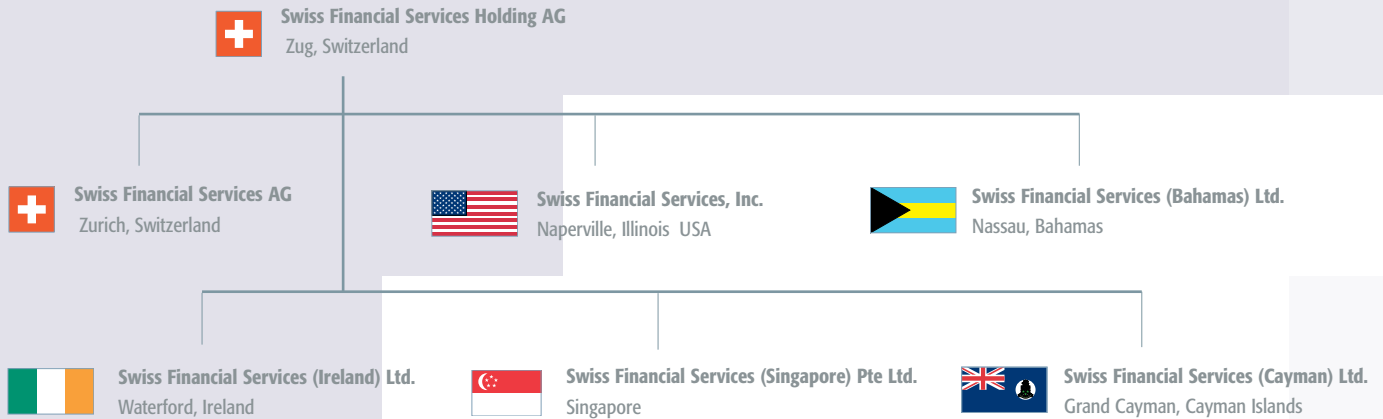 Swiss Financial Services Holding AG
Zug, Switzerland
Swiss Financial Services AG
Zurich, Switzerland
Swiss Financial Services, Inc.
Naperville, Illinois USA
Swiss Financial Services (Bahamas) Ltd.
Nassau, Bahamas
Swiss Financial Services (Ireland) Ltd.
Waterford, Ireland
Swiss Financial Services (Singapore) Pte Ltd.
Singapore
Swiss Financial Services (Cayman) Ltd.
Grand Cayman, Cayman Islands